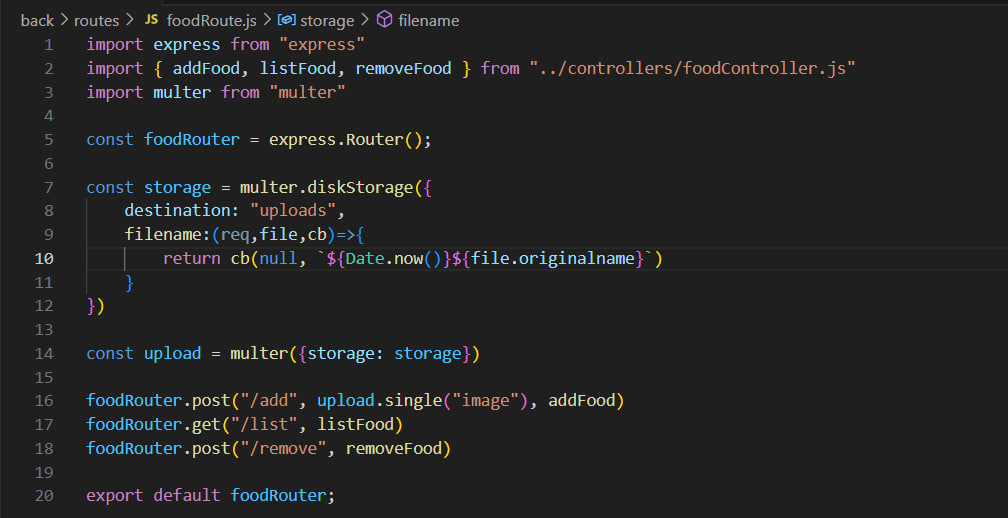 back > routes > JS foodRoute.js > storage > filename
1 import express from "express"
2 import { addFood, listFood, removeFood } from "../controllers/foodController.js"
3 import multer from "multer"
4
5 const foodRouter = express.Router();
6
7 const storage = multer.diskStorage({
8     destination: "uploads",
9     filename:(req,file,cb)=>{
10         return cb(null, `${Date.now()}${file.originalname}`)
11     }
12 })
13
14 const upload = multer({storage: storage})
15
16 foodRouter.post("/add", upload.single("image"), addFood)
17 foodRouter.get("/list", listFood)
18 foodRouter.post("/remove", removeFood)
19
20 export default foodRouter;